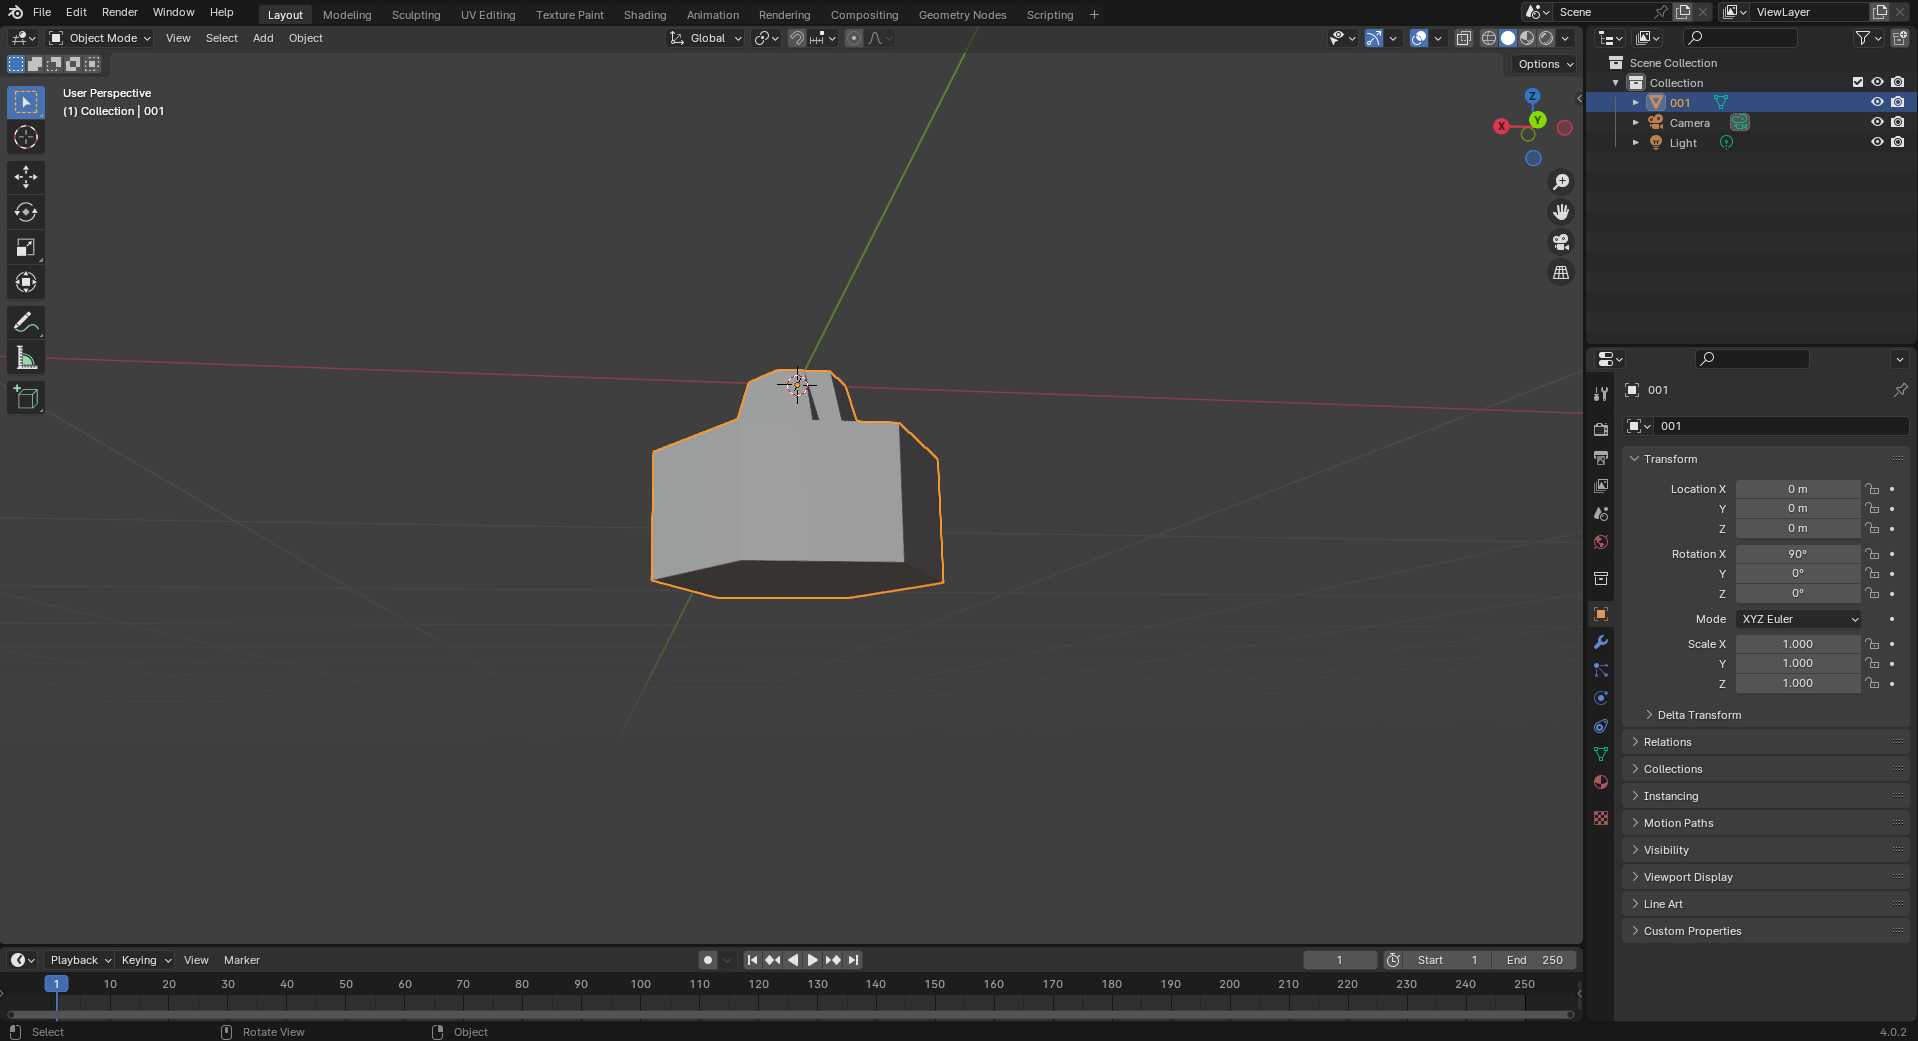 File Edit Render Window Help Layout Modeling Sculpting UV Editing Texture Paint Shading Animation Rendering Compositing Geometry Nodes Scripting + Scene ViewLayer
Object Mode View Select Add Object Global
Options
User Perspective
(1) Collection | 001
Z
X Y
Scene Collection
Collection
001
Camera
Light
001
001
Transform
Location X 0 m
Y 0 m
Z 0 m
Rotation X 90°
Y 0°
Z 0°
Mode XYZ Euler
Scale X 1.000
Y 1.000
Z 1.000
Delta Transform
Relations
Collections
Instancing
Motion Paths
Visibility
Viewport Display
Line Art
Custom Properties
Playback Keying View Marker 1 Start 1 End 250
1 10 20 30 40 50 60 70 80 90 100 110 120 130 140 150 160 170 180 190 200 210 220 230 240 250
Select Rotate View Object 4.0.2